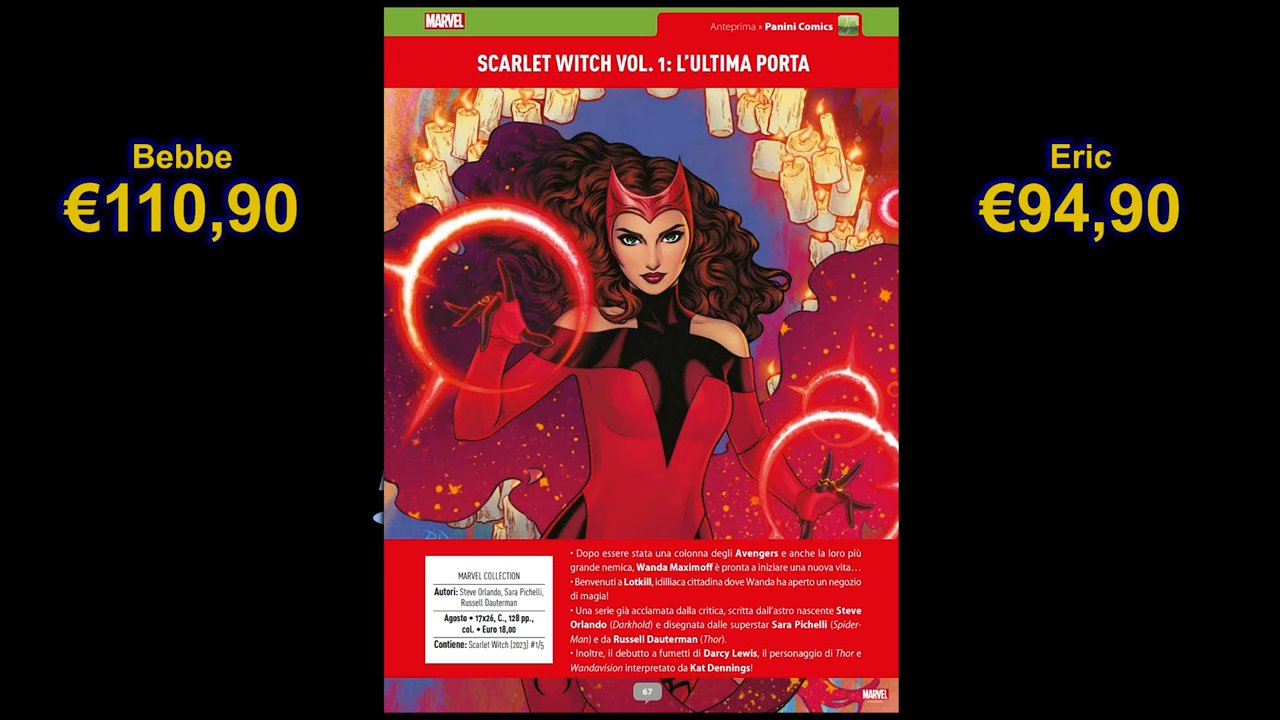 MARVEL
Anteprima » Panini Comics
SCARLET WITCH VOL. 1: L'ULTIMA PORTA
Bebbe
€110,90
Eric
€94,90
MARVEL COLLECTION
Autori: Steve Orlando, Sara Pichelli,
Russell Dauterman
Agosto • 17x26, C., 128 pp.,
col. • Euro 18,00
Contiene: Scarlet Witch (2023) #1/5
• Dopo essere stata una colonna degli Avengers e anche la loro più
grande nemica, Wanda Maximoff è pronta a iniziare una nuova vita…
• Benvenuti a Lotkill, idilliaca cittadina dove Wanda ha aperto un negozio
di magia!
• Una serie già acclamata dalla critica, scritta dall'astro nascente Steve
Orlando (Darkhold) e disegnata dalle superstar Sara Pichelli (Spider-
Man) e da Russell Dauterman (Thor).
• Inoltre, il debutto a fumetti di Darcy Lewis, il personaggio di Thor e
Wandavision interpretato da Kat Dennings!
67
MARVEL